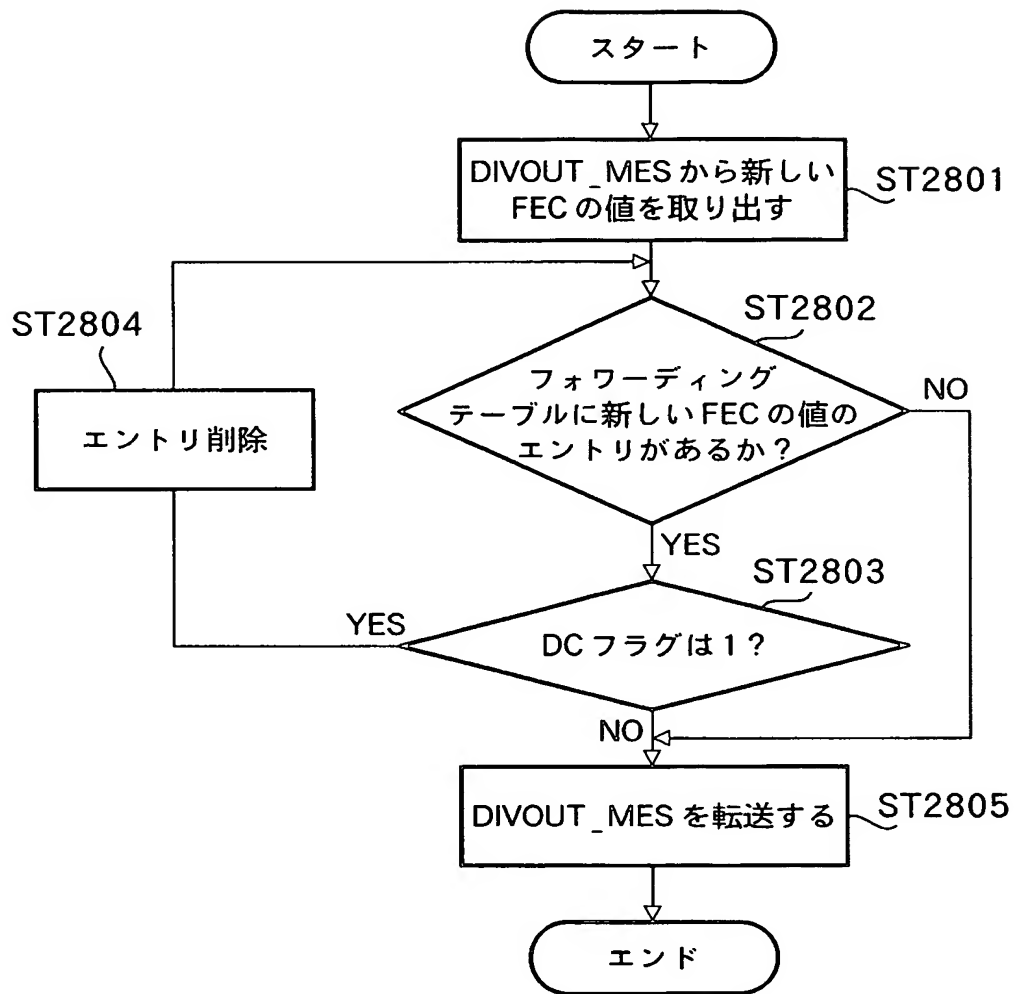 スタート
DIVOUT_MESから新しい
FECの値を取り出す
ST2801
ST2802
フォワーディング
テーブルに新しいFECの値の
エントリがあるか？
NO
YES
ST2804
エントリ削除
ST2803
DCフラグは1？
YES
NO
DIVOUT_MESを転送する
ST2805
エンド